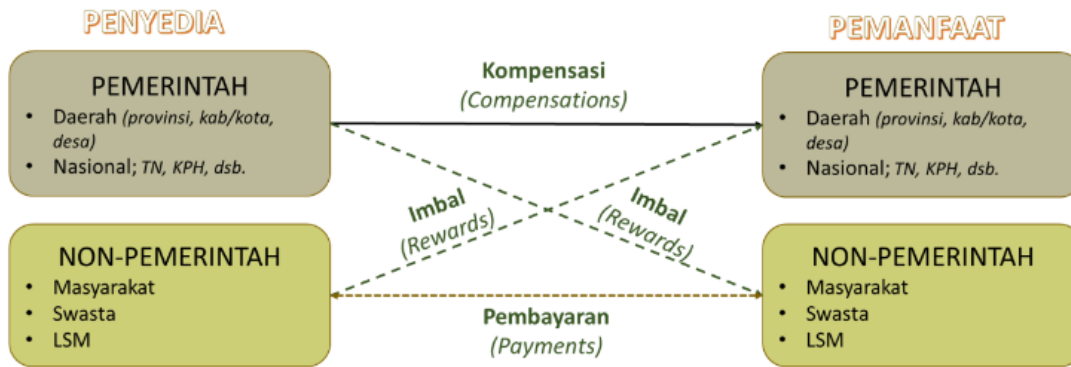 PENYEDIA
PEMANFAAT
PEMERINTAH
• Daerah (provinsi, kab/kota,
desa)
• Nasional; TN, KPH, dsb.
Kompensasi
(Compensations)
PEMERINTAH
• Daerah (provinsi, kab/kota,
desa)
• Nasional; TN, KPH, dsb.
Imbal
(Rewards)
Imbal
(Rewards)
NON-PEMERINTAH
• Masyarakat
• Swasta
• LSM
Pembayaran
(Payments)
NON-PEMERINTAH
• Masyarakat
• Swasta
• LSM